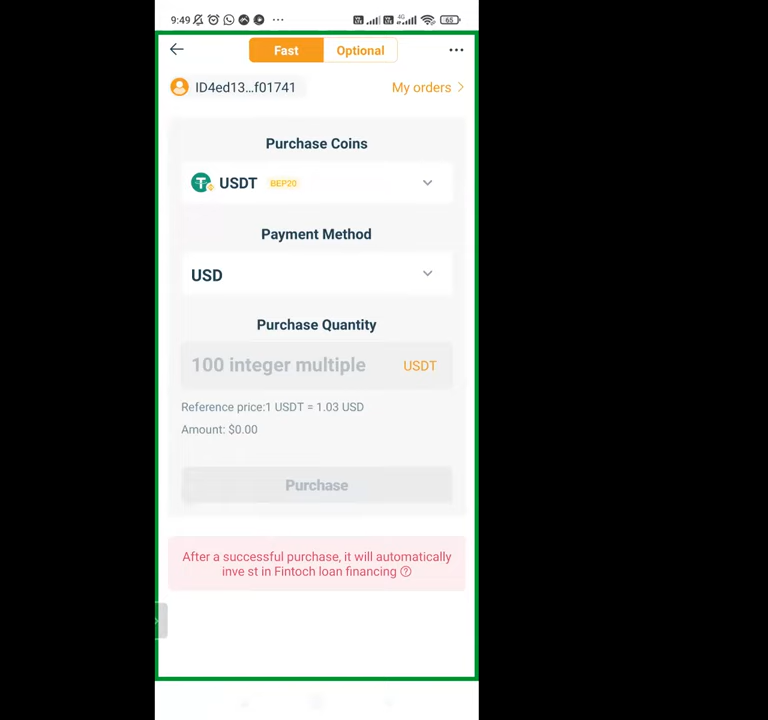 9:49
4G
65
Fast
Optional
ID4ed13...f01741
My orders
Purchase Coins
USDT BEP20
Payment Method
USD
Purchase Quantity
100 integer multiple USDT
Reference price:1 USDT = 1.03 USD
Amount: $0.00
Purchase
After a successful purchase, it will automatically
inve st in Fintoch loan financing